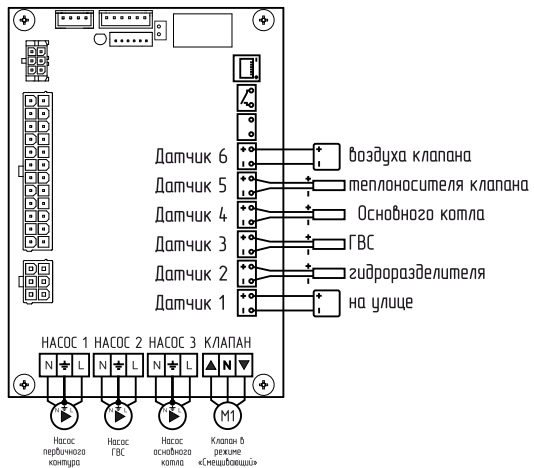 Датчик 6 + - + - воздуха клапана
Датчик 5 + - + - теплоносителя клапана
Датчик 4 + - + - Основного котла
Датчик 3 + - + - ГВС
Датчик 2 + - + - гидроразделителя
Датчик 1 + - + - на улице
НАСОС 1 НАСОС 2 НАСОС 3 КЛАПАН
N L N L N L N
N L N L N L М1
Насос первичного контура
Насос ГВС
Насос основного котла
Клапан в режиме «Смещивающий»